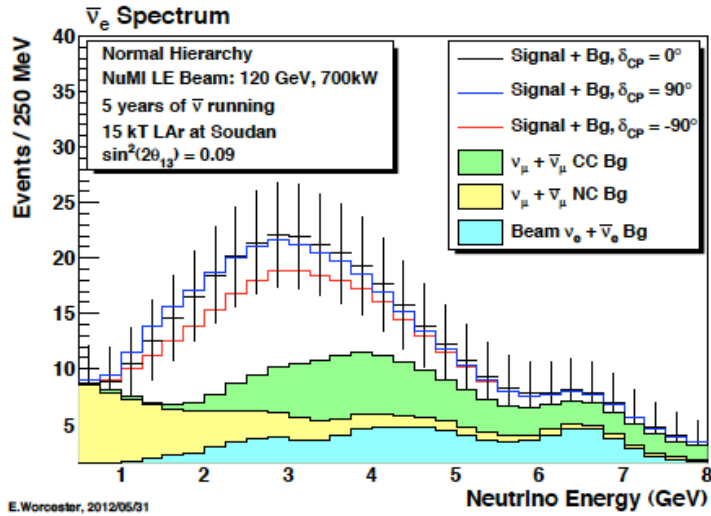 ν̄e Spectrum
Events / 250 MeV
40
35
30
25
20
15
10
5
Normal Hierarchy
NuMI LE Beam: 120 GeV, 700kW
5 years of ν̄ running
15 kT LAr at Soudan
sin²(2θ13) = 0.09
Signal + Bg, δCP = 0°
Signal + Bg, δCP = 90°
Signal + Bg, δCP = -90°
νμ + ν̄μ CC Bg
νμ + ν̄μ NC Bg
Beam νe + ν̄e Bg
1 2 3 4 5 6 7 8
Neutrino Energy (GeV)
E.Worcester, 2012/05/31